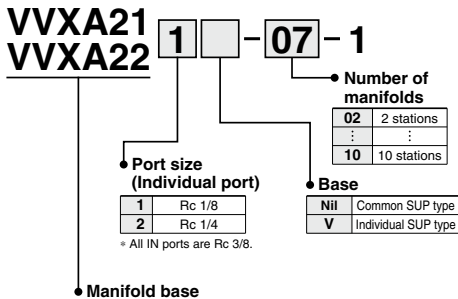 VVXA21
VVXA22 1 - 07 - 1
Number of
manifolds
02 2 stations
⋮ ⋮
10 10 stations
Port size
(Individual port)
1 Rc 1/8
2 Rc 1/4
* All IN ports are Rc 3/8.
Base
Nil Common SUP type
V Individual SUP type
Manifold base